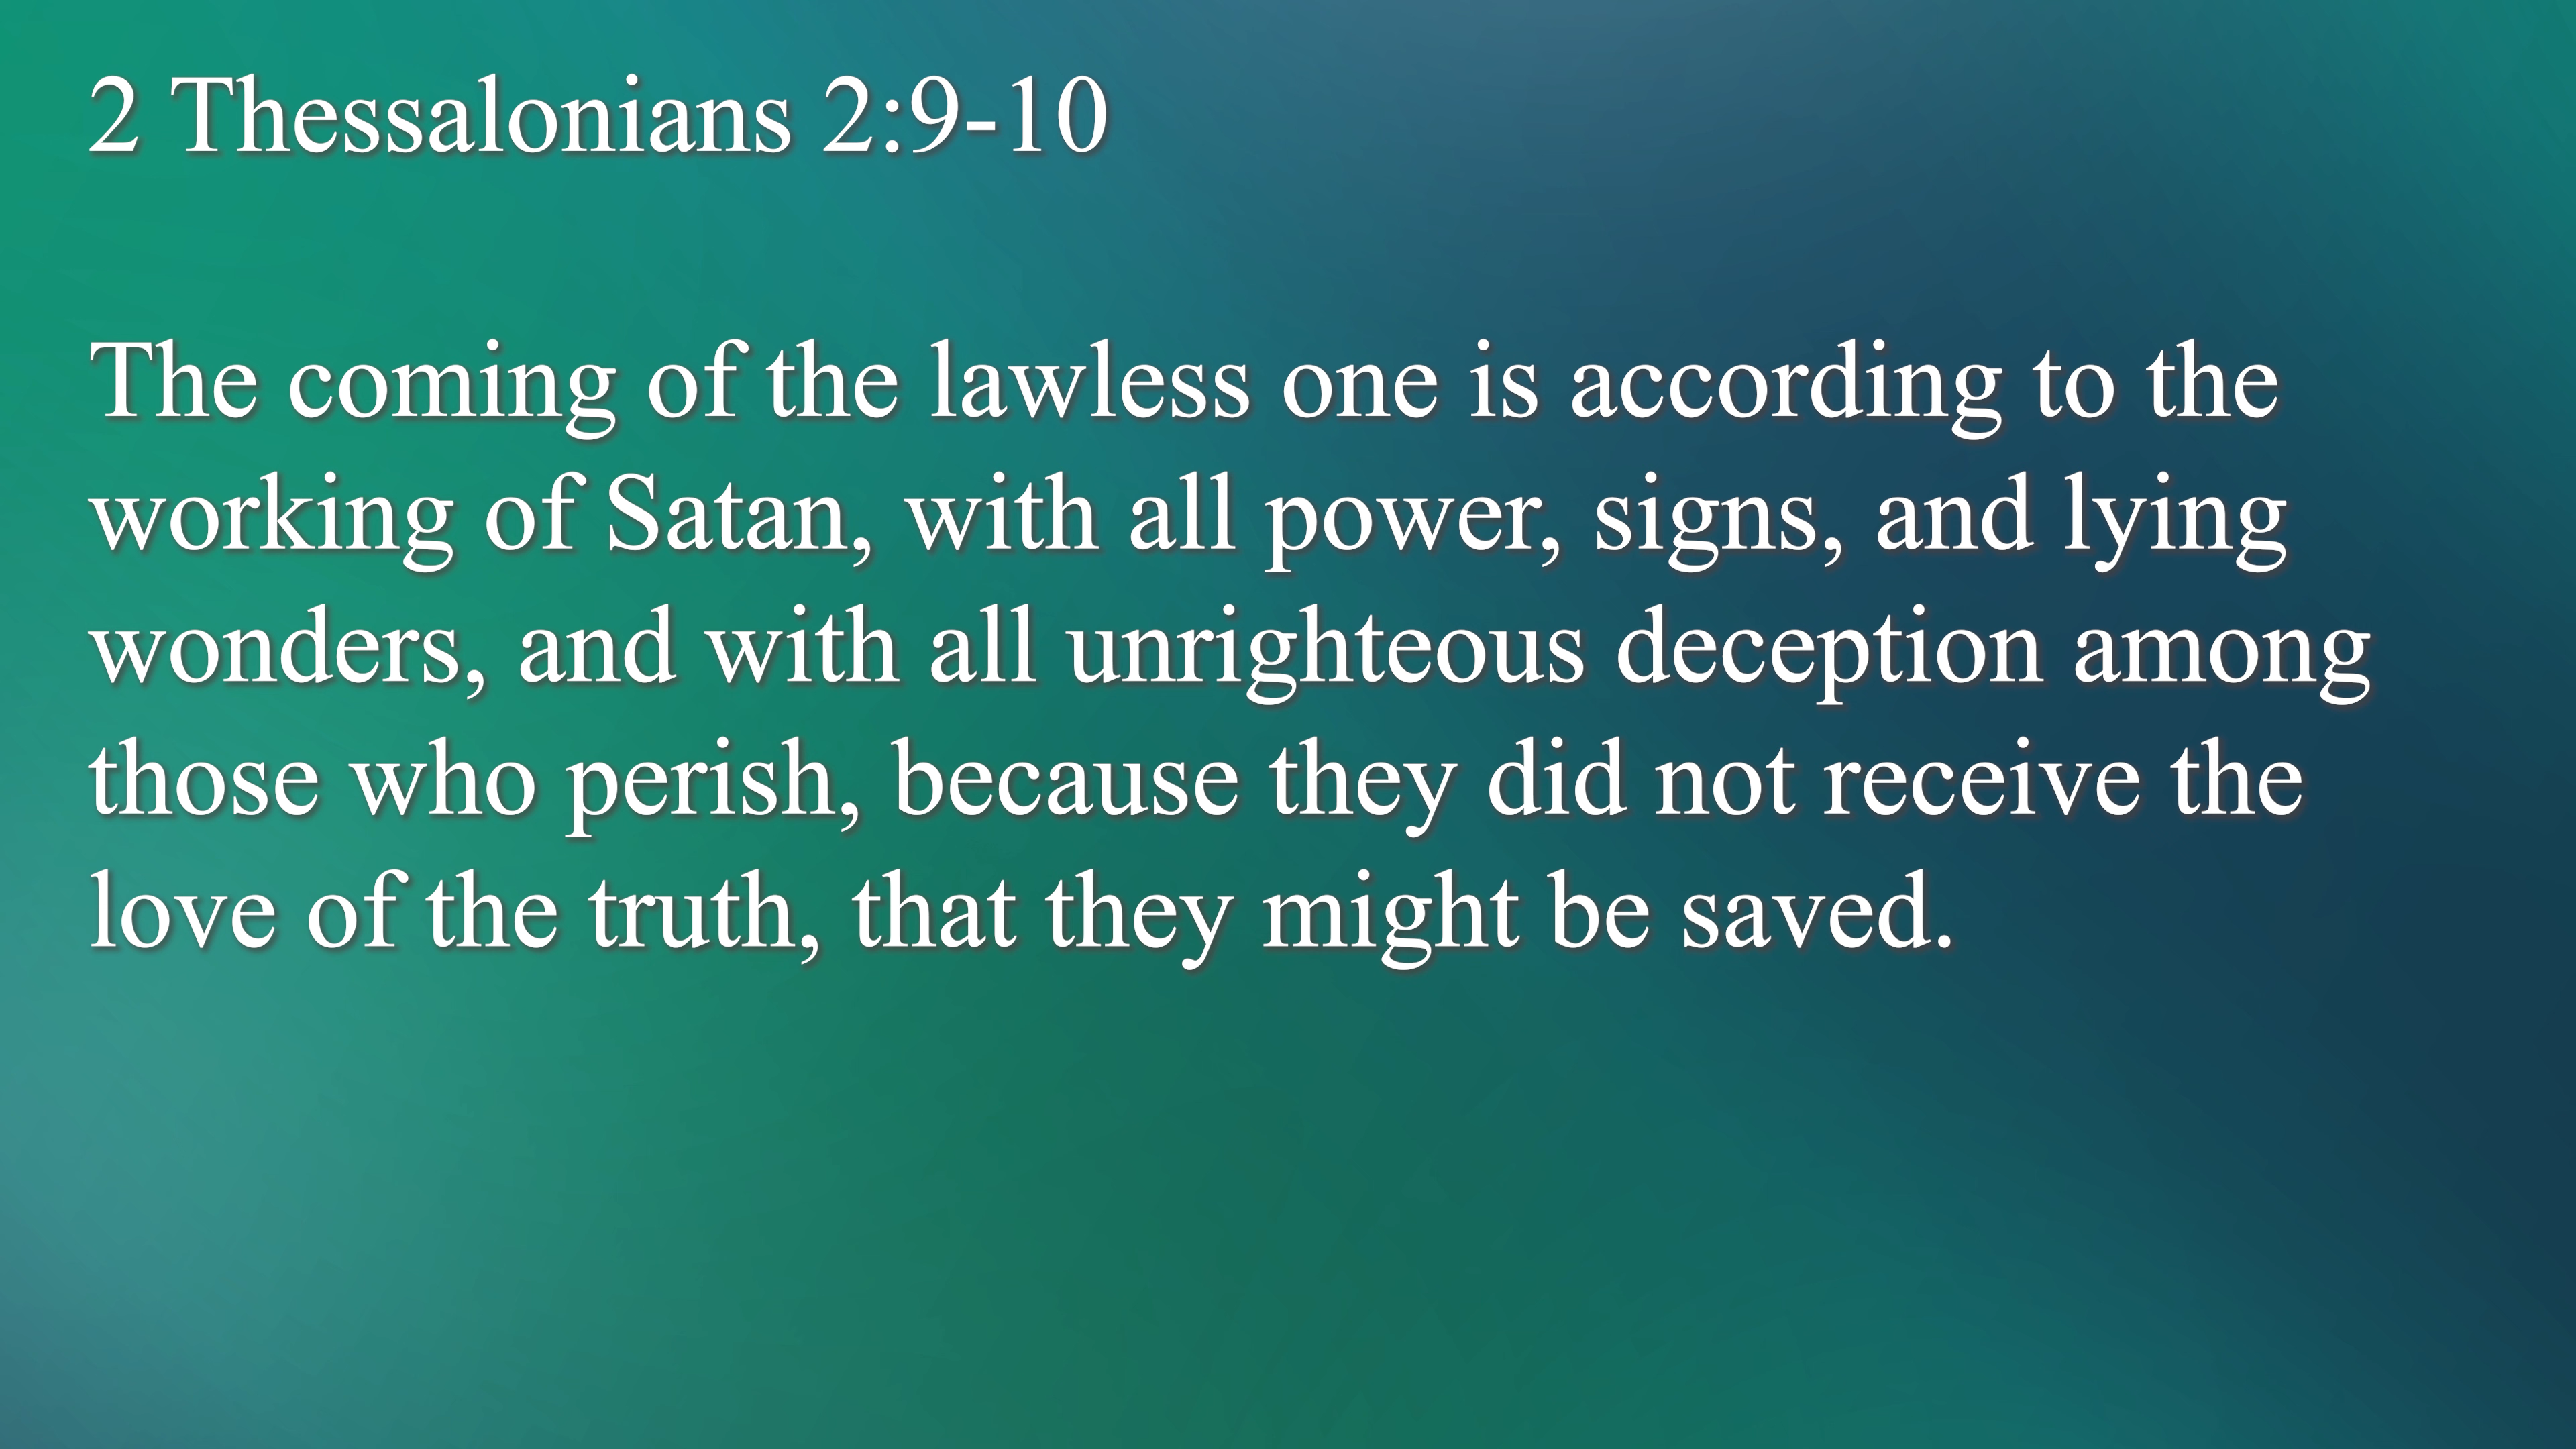 2 Thessalonians 2:9-10
The coming of the lawless one is according to the
working of Satan, with all power, signs, and lying
wonders, and with all unrighteous deception among
those who perish, because they did not receive the
love of the truth, that they might be saved.